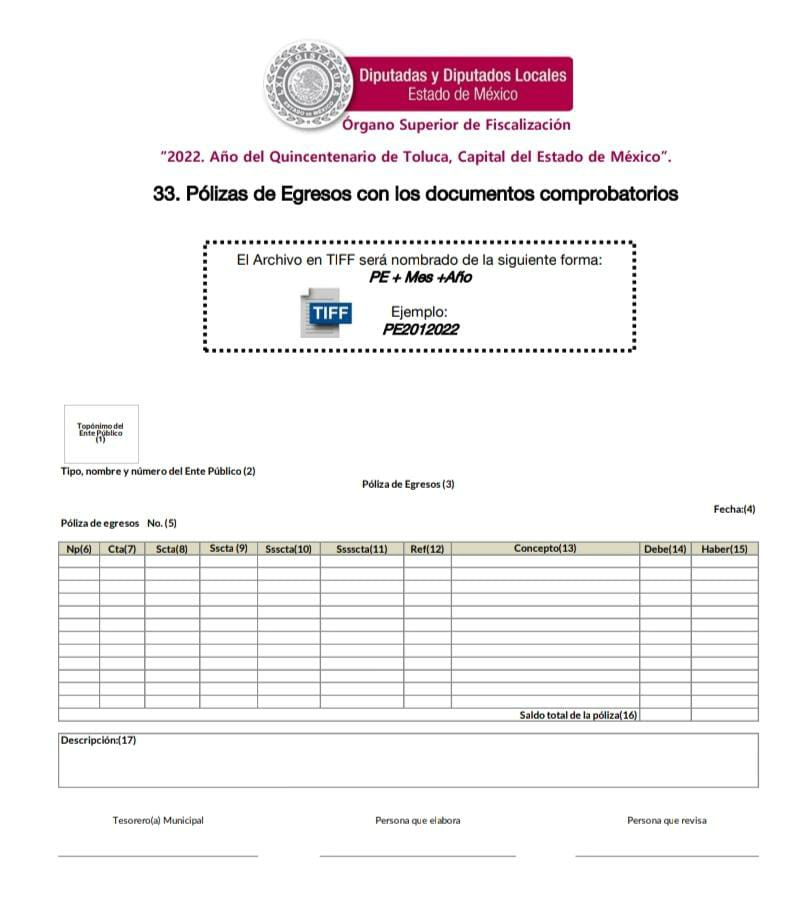 LXI LEGISLATURA
ESTADO DE MÉXICO
Diputadas y Diputados Locales
Estado de México
Órgano Superior de Fiscalización
"2022. Año del Quincentenario de Toluca, Capital del Estado de México".
33. Pólizas de Egresos con los documentos comprobatorios
El Archivo en TIFF será nombrado de la siguiente forma:
PE + Mes +Año
TIFF
Ejemplo:
PE2012022
Topónimo del
Ente Público
(1)
Tipo, nombre y número del Ente Público (2)
Póliza de Egresos (3)
Fecha:(4)
Póliza de egresos No. (5)
Np(6) Cta(7) Scta(8) Sscta (9) Ssscta(10) Sssscta(11) Ref(12) Concepto(13) Debe(14) Haber(15)
Saldo total de la póliza(16)
Descripción:(17)
Tesorero(a) Municipal Persona que elabora Persona que revisa